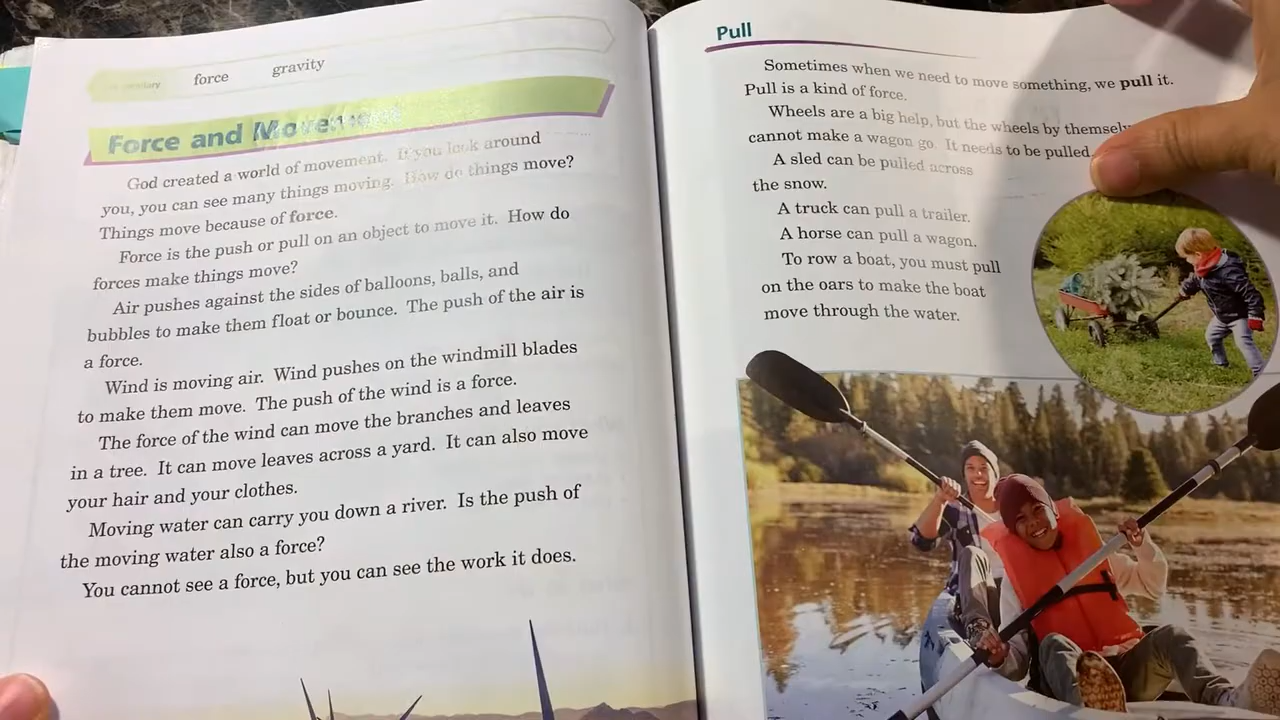 force gravity
Force and Movement
God created a world of movement. If you look around
you, you can see many things moving. How do things move?
Things move because of force.
Force is the push or pull on an object to move it. How do
forces make things move?
Air pushes against the sides of balloons, balls, and
bubbles to make them float or bounce. The push of the air is
a force.
Wind is moving air. Wind pushes on the windmill blades
to make them move. The push of the wind is a force.
The force of the wind can move the branches and leaves
in a tree. It can move leaves across a yard. It can also move
your hair and your clothes.
Moving water can carry you down a river. Is the push of
the moving water also a force?
You cannot see a force, but you can see the work it does.
Pull
Sometimes when we need to move something, we pull it.
Pull is a kind of force.
Wheels are a big help, but the wheels by themsel
cannot make a wagon go. It needs to be pulled.
A sled can be pulled across
the snow.
A truck can pull a trailer.
A horse can pull a wagon.
To row a boat, you must pull
on the oars to make the boat
move through the water.